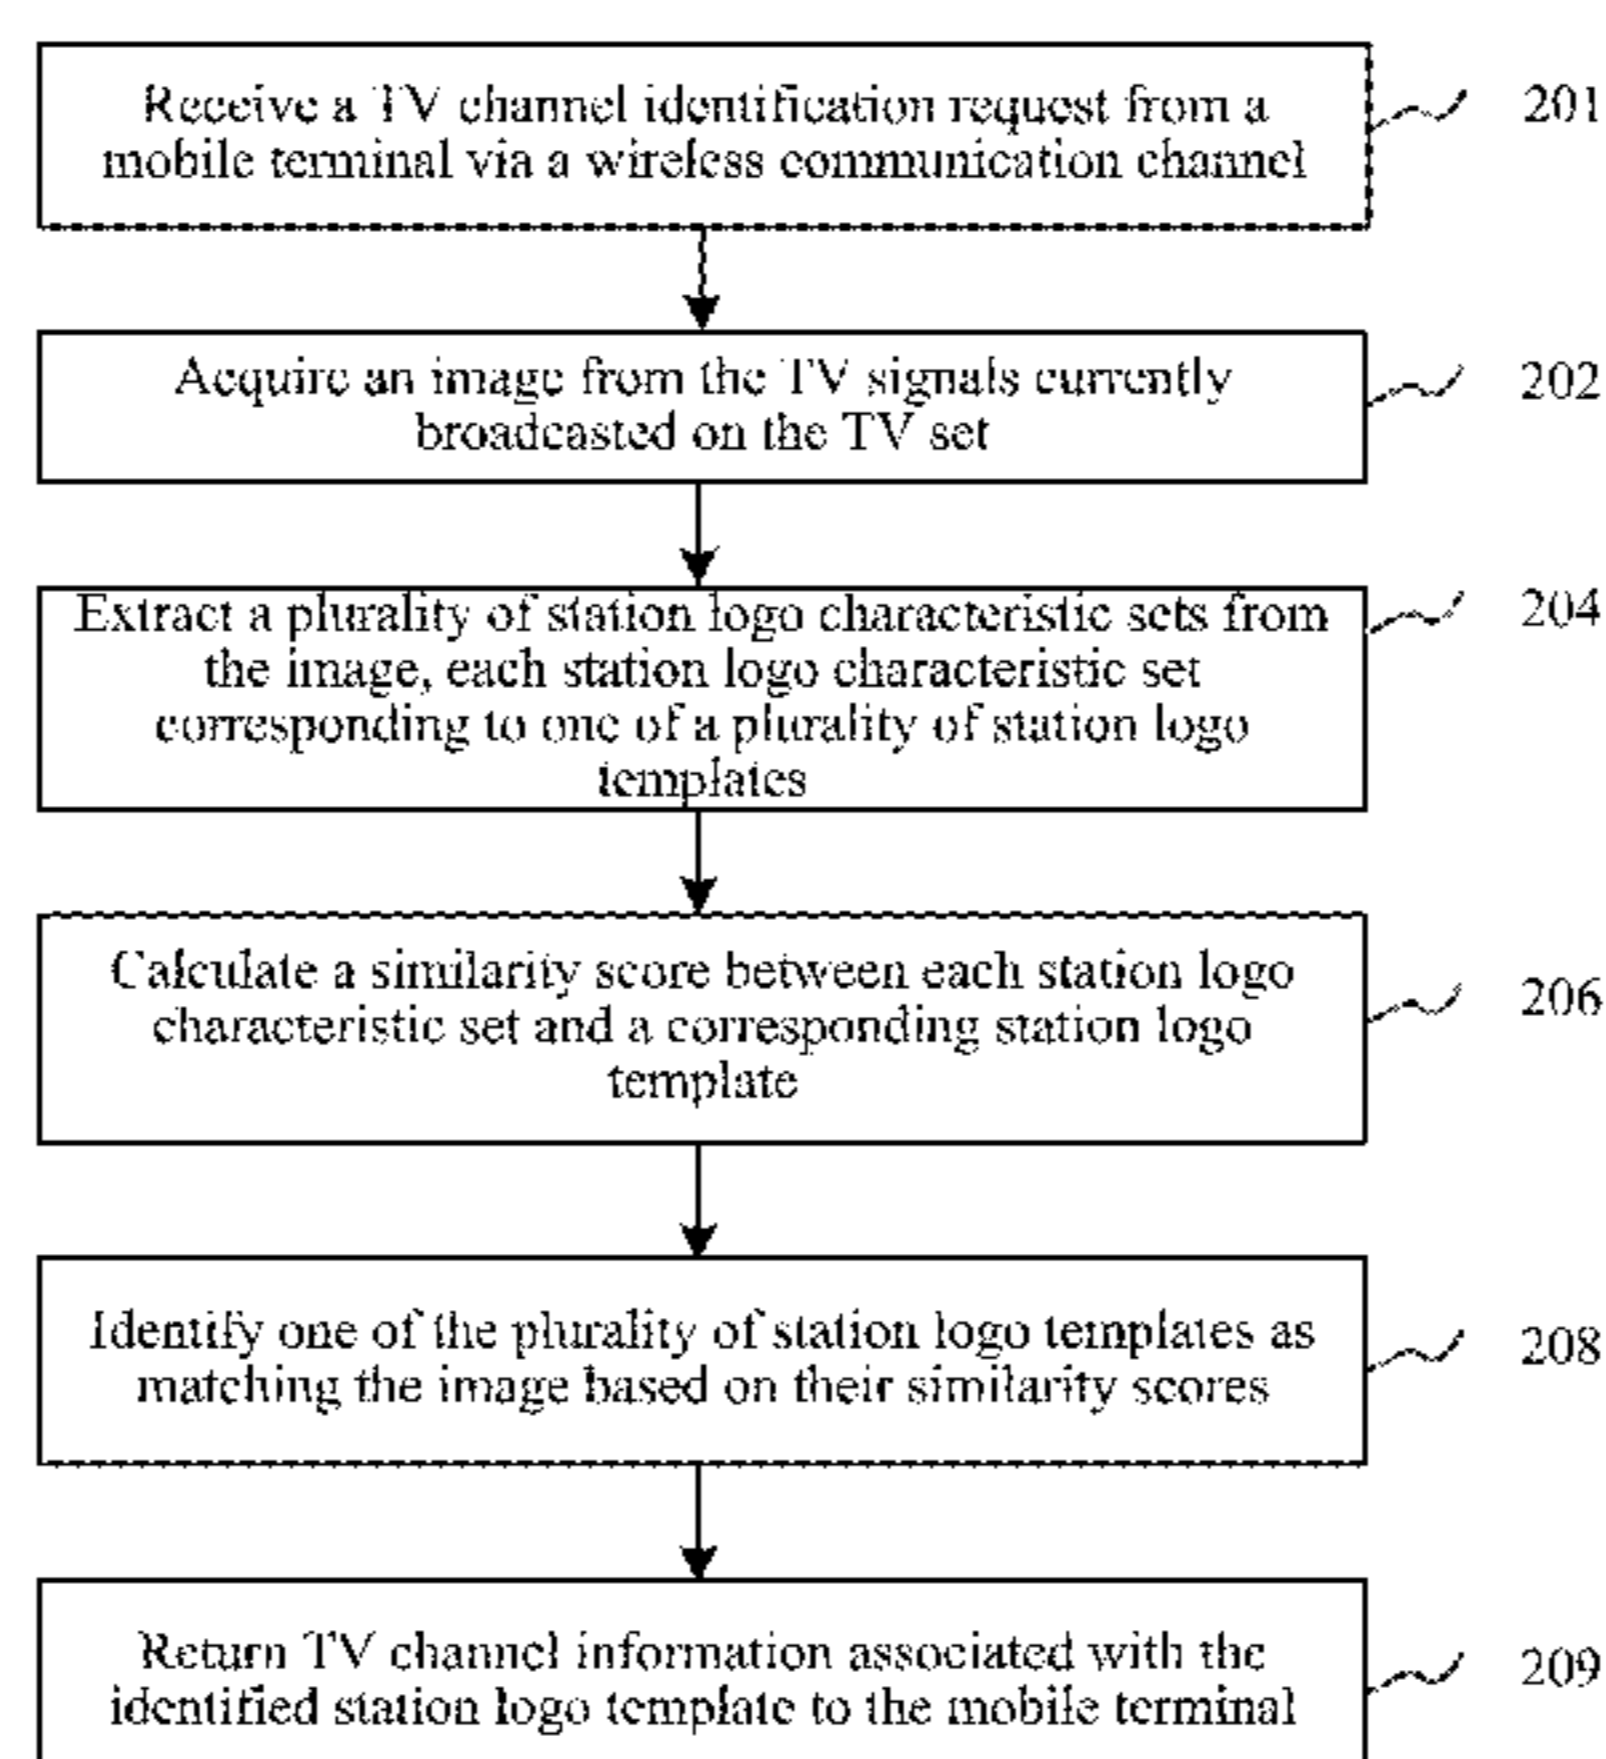 Receive a TV channel identification request from a
mobile terminal via a wireless communication channel
201
Acquire an image from the TV signals currently
broadcasted on the TV set
202
Extract a plurality of station logo characteristic sets from
the image, each station logo characteristic set
corresponding to one of a plurality of station logo
templates
204
Calculate a similarity score between each station logo
characteristic set and a corresponding station logo
template
206
Identify one of the plurality of station logo templates as
matching the image based on their similarity scores
208
Return TV channel information associated with the
identified station logo template to the mobile terminal
209